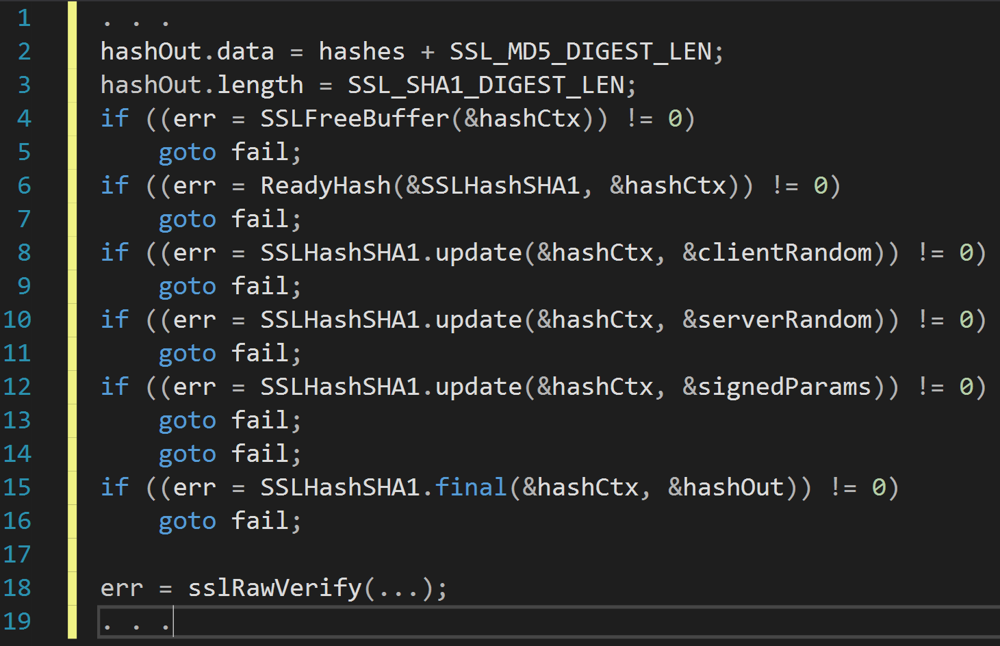 1 . . .
2 hashOut.data = hashes + SSL_MD5_DIGEST_LEN;
3 hashOut.length = SSL_SHA1_DIGEST_LEN;
4 if ((err = SSLFreeBuffer(&hashCtx)) != 0)
5     goto fail;
6 if ((err = ReadyHash(&SSLHashSHA1, &hashCtx)) != 0)
7     goto fail;
8 if ((err = SSLHashSHA1.update(&hashCtx, &clientRandom)) != 0)
9     goto fail;
10 if ((err = SSLHashSHA1.update(&hashCtx, &serverRandom)) != 0)
11     goto fail;
12 if ((err = SSLHashSHA1.update(&hashCtx, &signedParams)) != 0)
13     goto fail;
14     goto fail;
15 if ((err = SSLHashSHA1.final(&hashCtx, &hashOut)) != 0)
16     goto fail;
17
18 err = sslRawVerify(...);
19 . . .